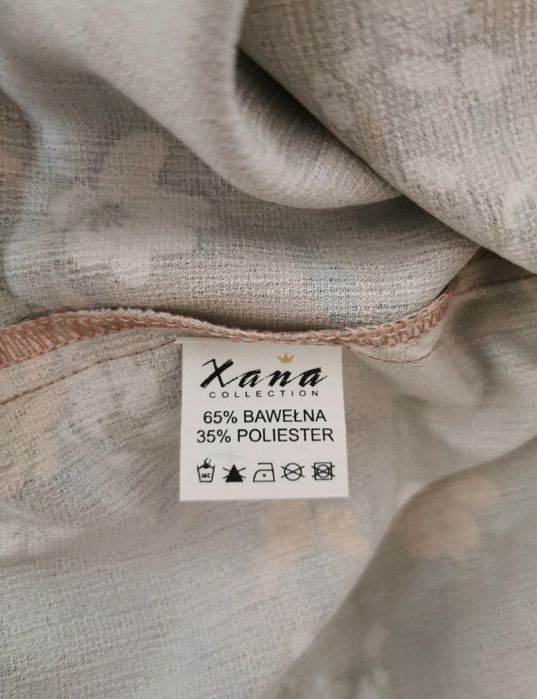 Xana
COLLECTION
65% BAWEŁNA
35% POLIESTER